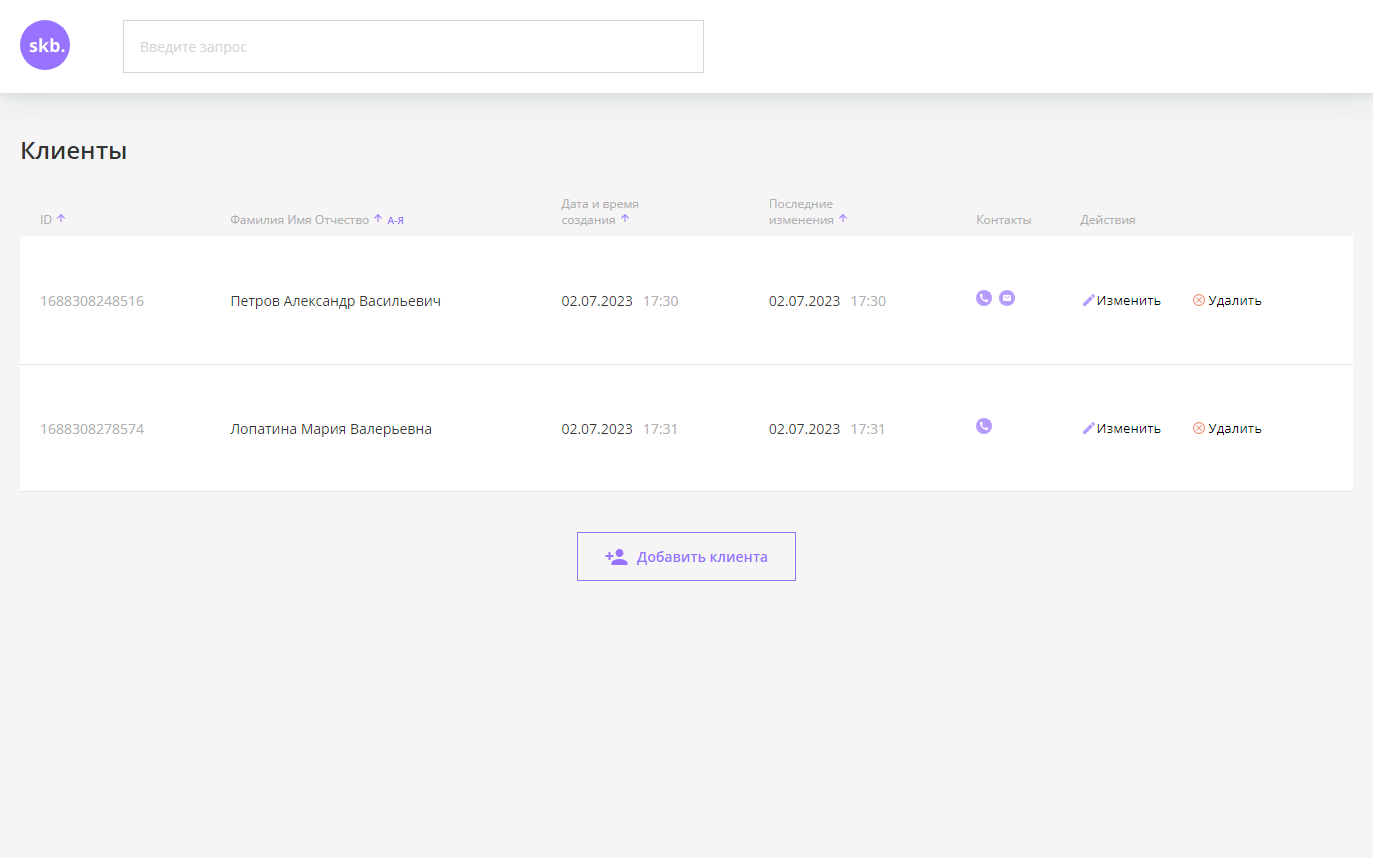 skb.
Введите запрос
Клиенты
ID Фамилия Имя Отчество А-Я Дата и время создания Последние изменения Контакты Действия
1688308248516 Петров Александр Васильевич 02.07.2023 17:30 02.07.2023 17:30 Изменить Удалить
1688308278574 Лопатина Мария Валерьевна 02.07.2023 17:31 02.07.2023 17:31 Изменить Удалить
Добавить клиента